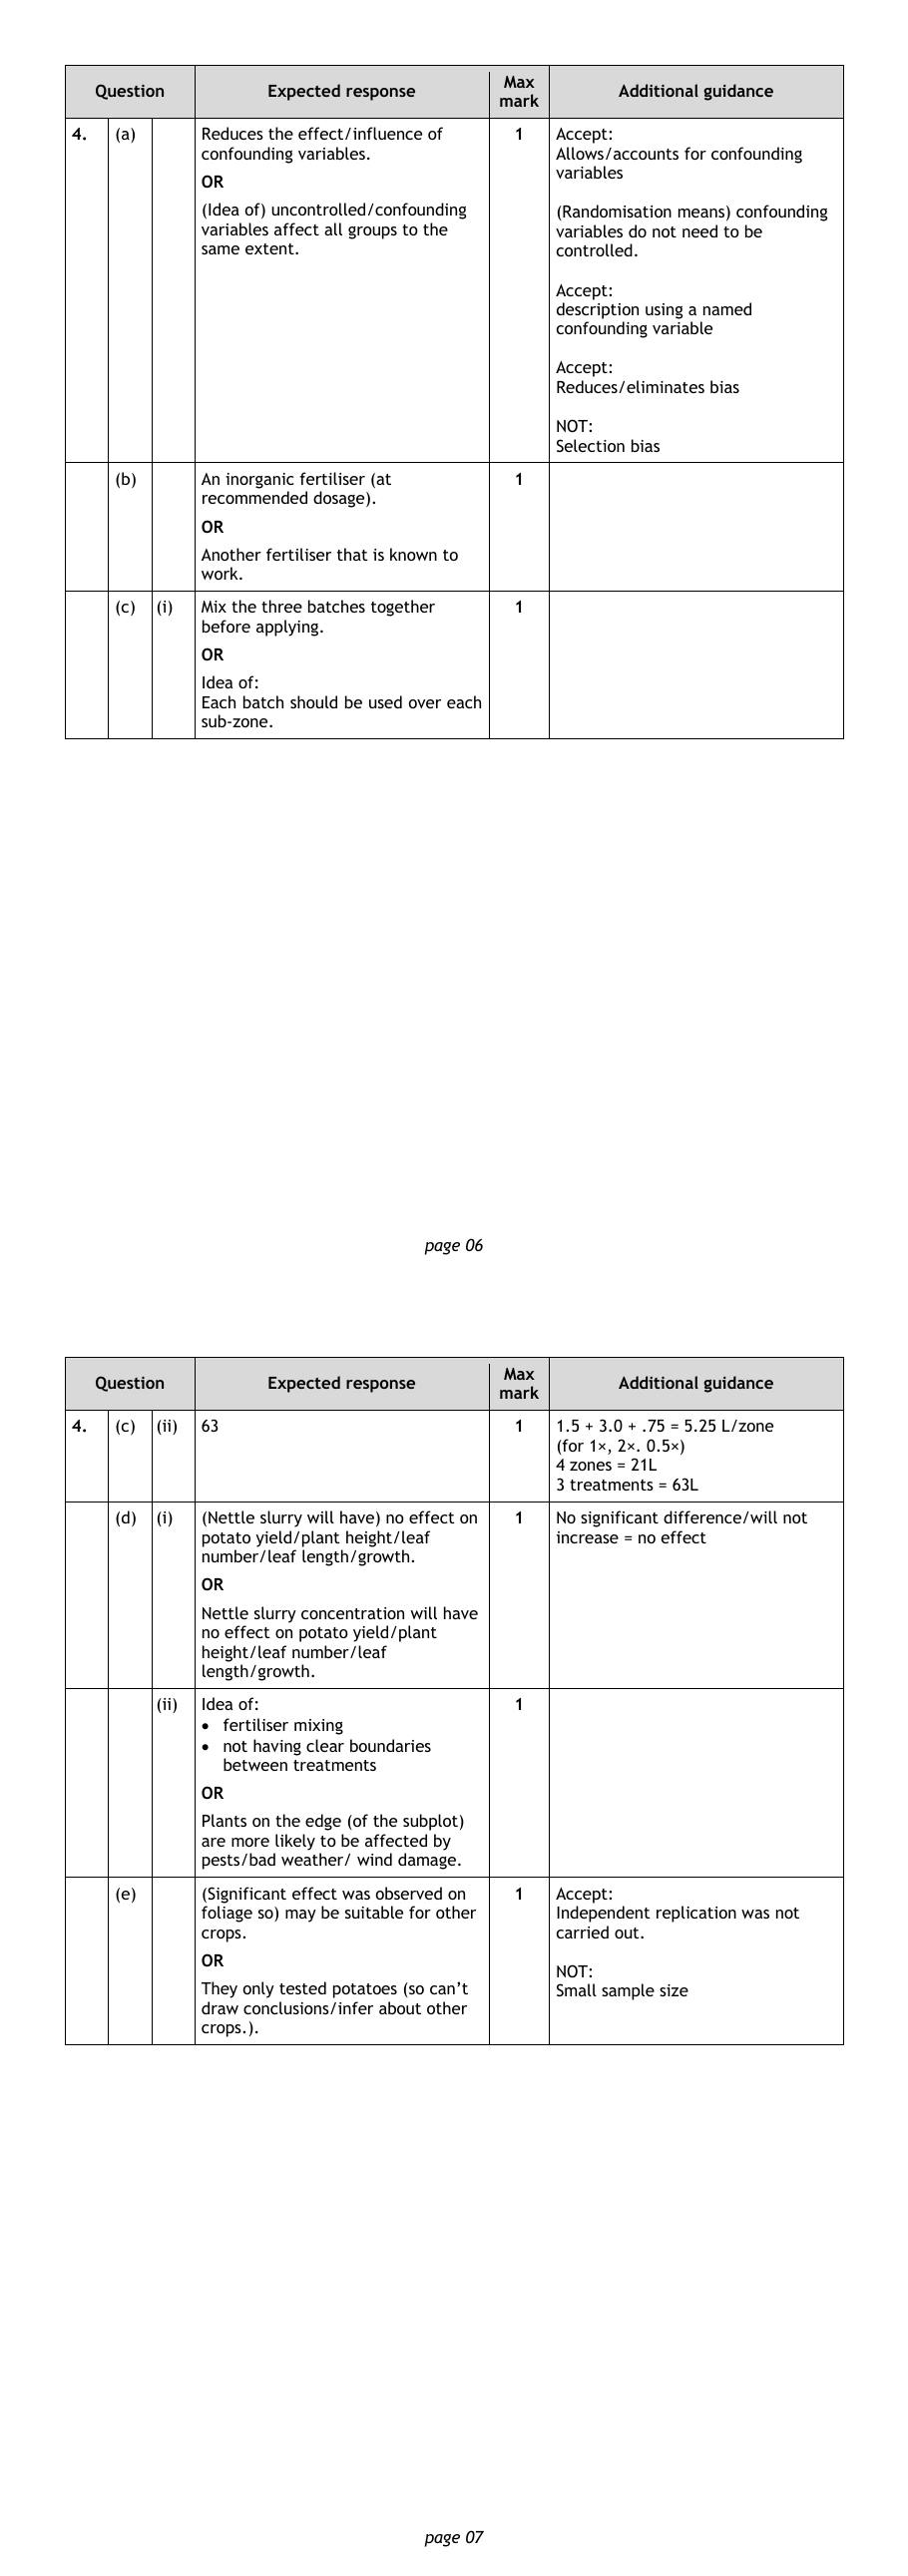 Question
Expected response
Max
mark
Additional guidance
4.
(a)
Reduces the effect/influence of
confounding variables.
OR
(Idea of) uncontrolled/confounding
variables affect all groups to the
same extent.
1
Accept:
Allows/accounts for confounding
variables
(Randomisation means) confounding
variables do not need to be
controlled.
Accept:
description using a named
confounding variable
Accept:
Reduces/eliminates bias
NOT:
Selection bias
(b)
An inorganic fertiliser (at
recommended dosage).
OR
Another fertiliser that is known to
work.
1
(c)
(i)
Mix the three batches together
before applying.
OR
Idea of:
Each batch should be used over each
sub-zone.
1
page 06
Question
Expected response
Max
mark
Additional guidance
4.
(c)
(ii)
63
1
1.5 + 3.0 + .75 = 5.25 L/zone
(for 1×, 2×. 0.5×)
4 zones = 21L
3 treatments = 63L
(d)
(i)
(Nettle slurry will have) no effect on
potato yield/plant height/leaf
number/leaf length/growth.
OR
Nettle slurry concentration will have
no effect on potato yield/plant
height/leaf number/leaf
length/growth.
1
No significant difference/will not
increase = no effect
(ii)
Idea of:
• fertiliser mixing
• not having clear boundaries
between treatments
OR
Plants on the edge (of the subplot)
are more likely to be affected by
pests/bad weather/ wind damage.
1
(e)
(Significant effect was observed on
foliage so) may be suitable for other
crops.
OR
They only tested potatoes (so can't
draw conclusions/infer about other
crops.).
1
Accept:
Independent replication was not
carried out.
NOT:
Small sample size
page 07